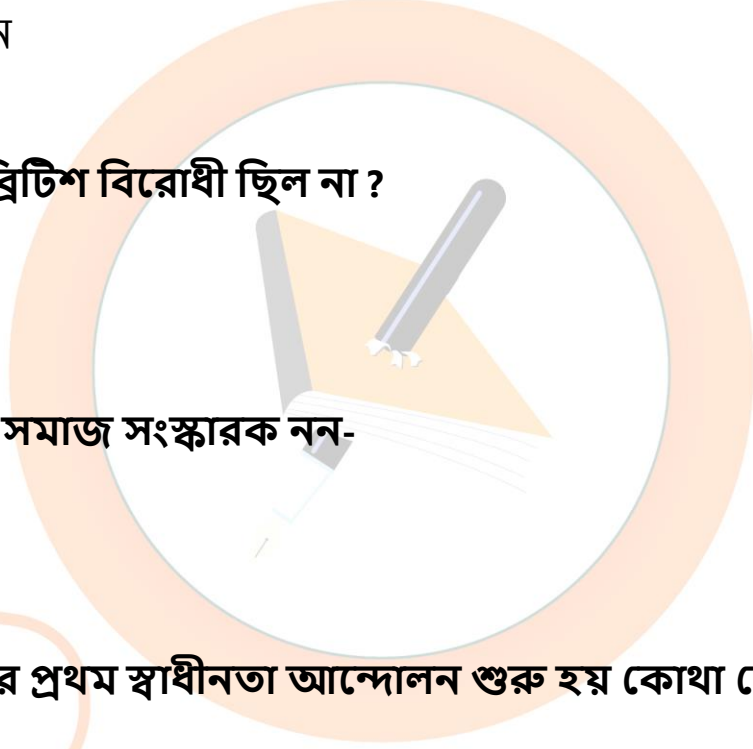 ন
ব্রিটিশ বিরোধী ছিল না ?
সমাজ সংস্কারক নন-
র প্রথম স্বাধীনতা আন্দোলন শুরু হয় কোথা